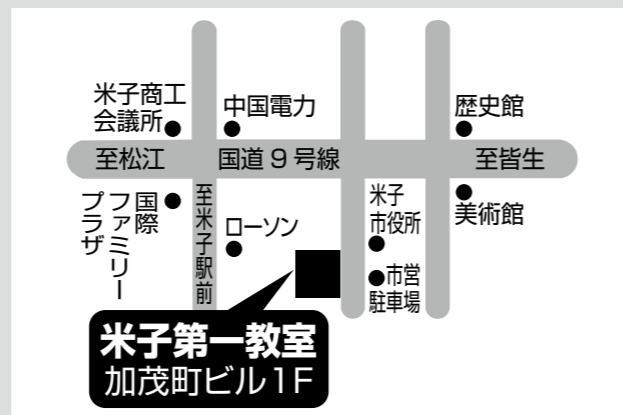 米子商工
会議所
中国電力
歴史館
至松江
国道9号線
至皆生
国際
ファミリー
プラザ
至米子駅前
ローソン
米子
市役所
美術館
市営
駐車場
米子第一教室
加茂町ビル1F